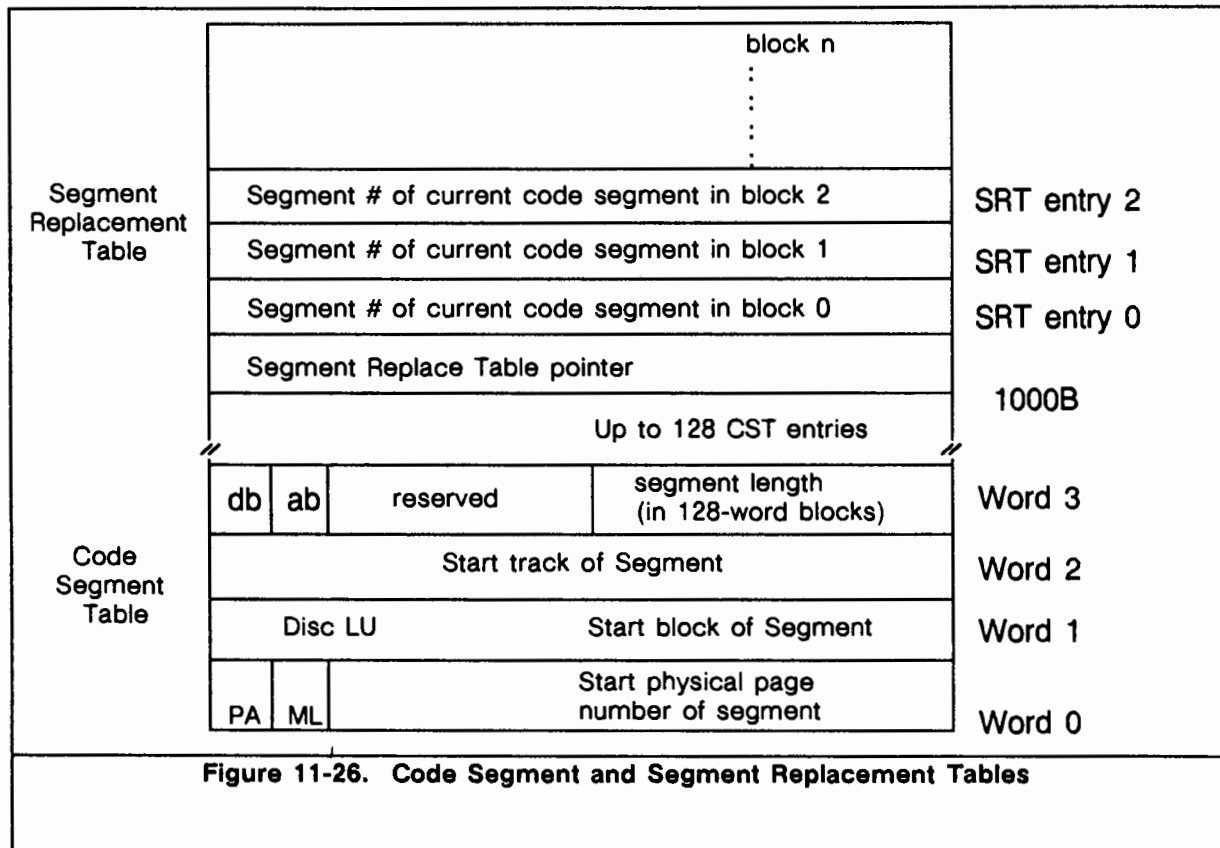 block n
Segment
Replacement
Table
Segment # of current code segment in block 2
SRT entry 2
Segment # of current code segment in block 1
SRT entry 1
Segment # of current code segment in block 0
SRT entry 0
Segment Replace Table pointer
1000B
Up to 128 CST entries
Code
Segment
Table
db ab reserved segment length
(in 128-word blocks)
Word 3
Start track of Segment
Word 2
Disc LU Start block of Segment
Word 1
PA ML Start physical page
number of segment
Word 0
Figure 11-26. Code Segment and Segment Replacement Tables